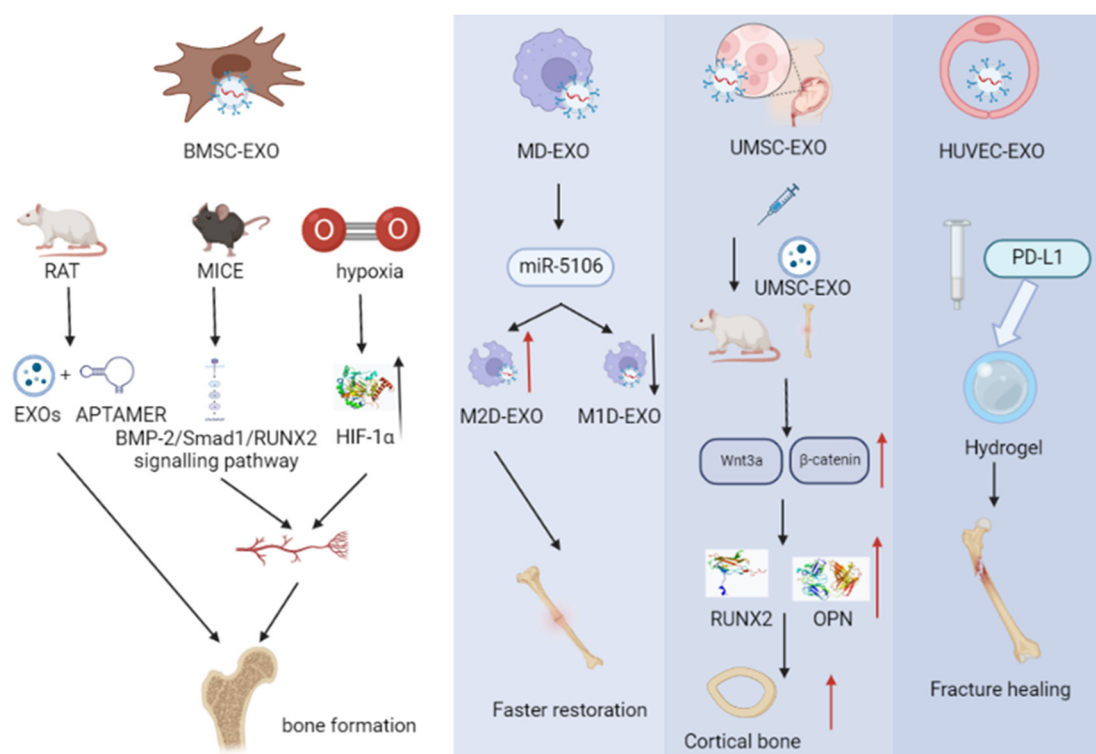 BMSC-EXO
RAT
MICE
O
O
hypoxia
EXOs
+
APTAMER
BMP-2/Smad1/RUNX2
signalling pathway
HIF-1α
bone formation
MD-EXO
miR-5106
M2D-EXO
M1D-EXO
Faster restoration
UMSC-EXO
UMSC-EXO
Wnt3a
β-catenin
RUNX2
OPN
Cortical bone
HUVEC-EXO
PD-L1
Hydrogel
Fracture healing